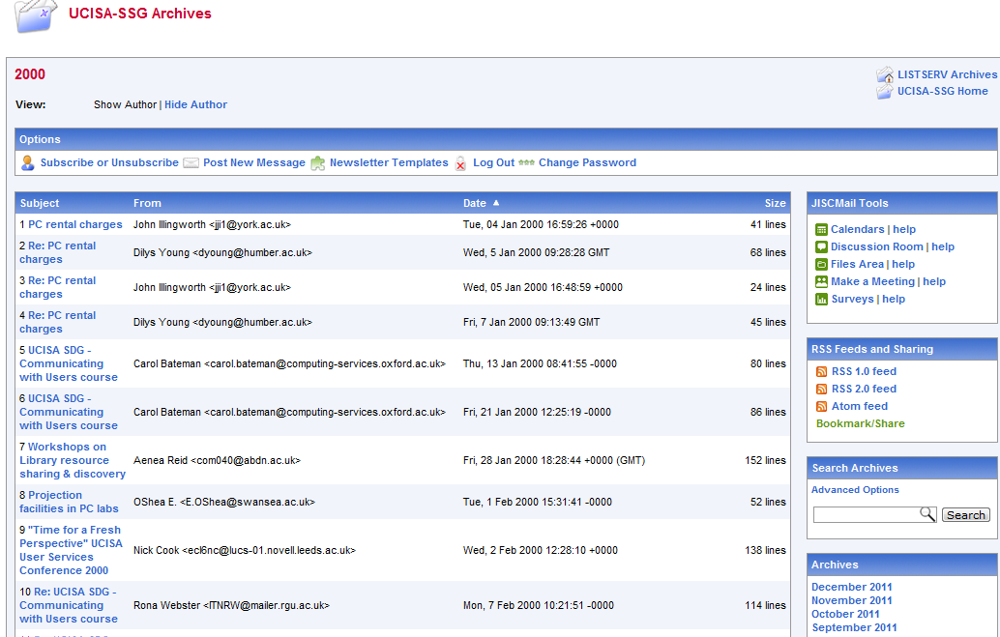 UCISA-SSG Archives
2000
LISTSERV Archives
UCISA-SSG Home
View: Show Author | Hide Author
Options
Subscribe or Unsubscribe Post New Message Newsletter Templates Log Out Change Password
Subject From Date Size
1 PC rental charges John Illingworth <jji1@york.ac.uk> Tue, 04 Jan 2000 16:59:26 +0000 41 lines
2 Re: PC rental
charges
Dilys Young <dyoung@humber.ac.uk> Wed, 5 Jan 2000 09:28:28 GMT 68 lines
3 Re: PC rental
charges
John Illingworth <jji1@york.ac.uk> Wed, 05 Jan 2000 16:48:59 +0000 24 lines
4 Re: PC rental
charges
Dilys Young <dyoung@humber.ac.uk> Fri, 7 Jan 2000 09:13:49 GMT 45 lines
5 UCISA SDG -
Communicating
with Users course
Carol Bateman <carol.bateman@computing-services.oxford.ac.uk> Thu, 13 Jan 2000 08:41:55 -0000 80 lines
6 UCISA SDG -
Communicating
with Users course
Carol Bateman <carol.bateman@computing-services.oxford.ac.uk> Fri, 21 Jan 2000 12:25:19 -0000 86 lines
7 Workshops on
Library resource
sharing & discovery
Aenea Reid <com040@abdn.ac.uk> Fri, 28 Jan 2000 18:28:44 +0000 (GMT) 152 lines
8 Projection
facilities in PC labs
OShea E. <E.OShea@swansea.ac.uk> Tue, 1 Feb 2000 15:31:41 -0000 52 lines
9 "Time for a Fresh
Perspective" UCISA
User Services
Conference 2000
Nick Cook <ecl6nc@lucs-01.novell.leeds.ac.uk> Wed, 2 Feb 2000 12:28:10 +0000 138 lines
10 Re: UCISA SDG -
Communicating
with Users course
Rona Webster <ITNRW@mailer.rgu.ac.uk> Mon, 7 Feb 2000 10:21:51 -0000 114 lines
JISCMail Tools
Calendars | help
Discussion Room | help
Files Area | help
Make a Meeting | help
Surveys | help
RSS Feeds and Sharing
RSS 1.0 feed
RSS 2.0 feed
Atom feed
Bookmark/Share
Search Archives
Advanced Options
Search
Archives
December 2011
November 2011
October 2011
September 2011